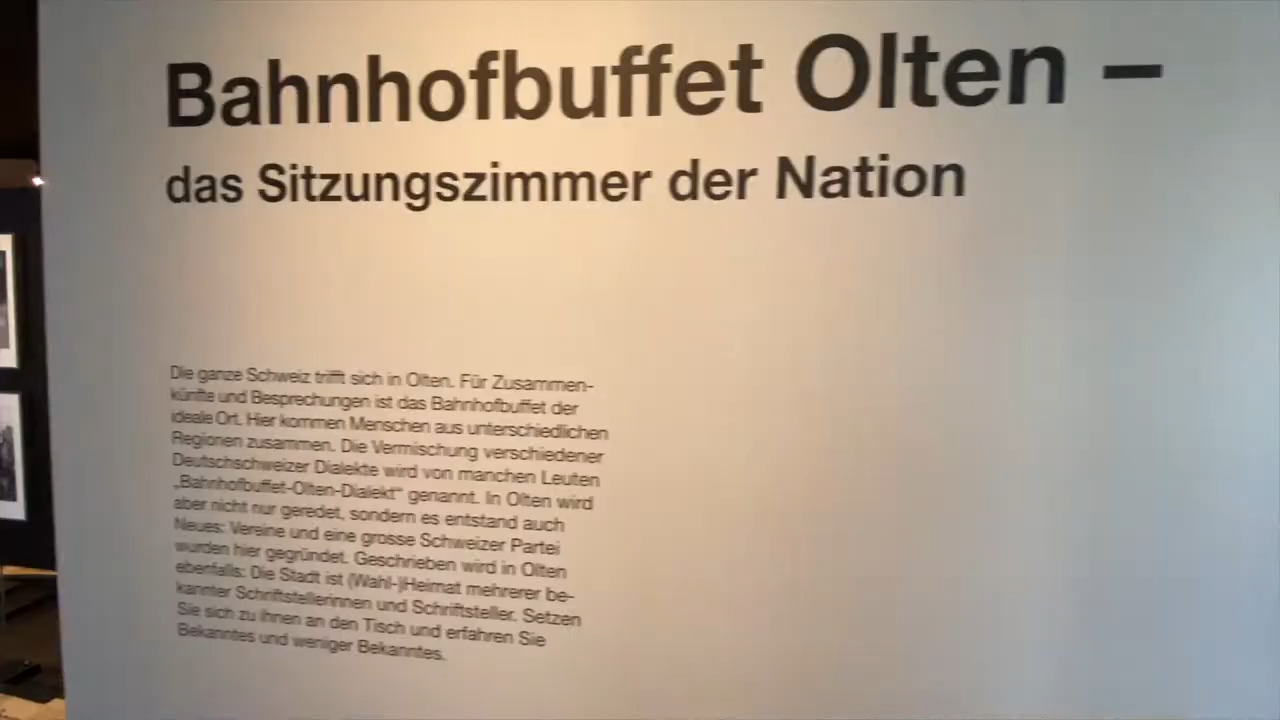 Bahnhofbuffet Olten –
das Sitzungszimmer der Nation
Die ganze Schweiz trifft sich in Olten. Für Zusammen-
künfte und Besprechungen ist das Bahnhofbuffet der
ideale Ort. Hier kommen Menschen aus unterschiedlichen
Regionen zusammen. Die Vermischung verschiedener
Deutschschweizer Dialekte wird von manchen Leuten
„Bahnhofbuffet-Olten-Dialekt“ genannt. In Olten wird
aber nicht nur geredet, sondern es entstand auch
Neues: Vereine und eine grosse Schweizer Partei
wurden hier gegründet. Geschrieben wird in Olten
ebenfalls: Die Stadt ist (Wahl-)Heimat mehrerer be-
kannter Schriftstellerinnen und Schriftsteller. Setzen
Sie sich zu ihnen an den Tisch und erfahren Sie
Bekanntes und weniger Bekanntes.